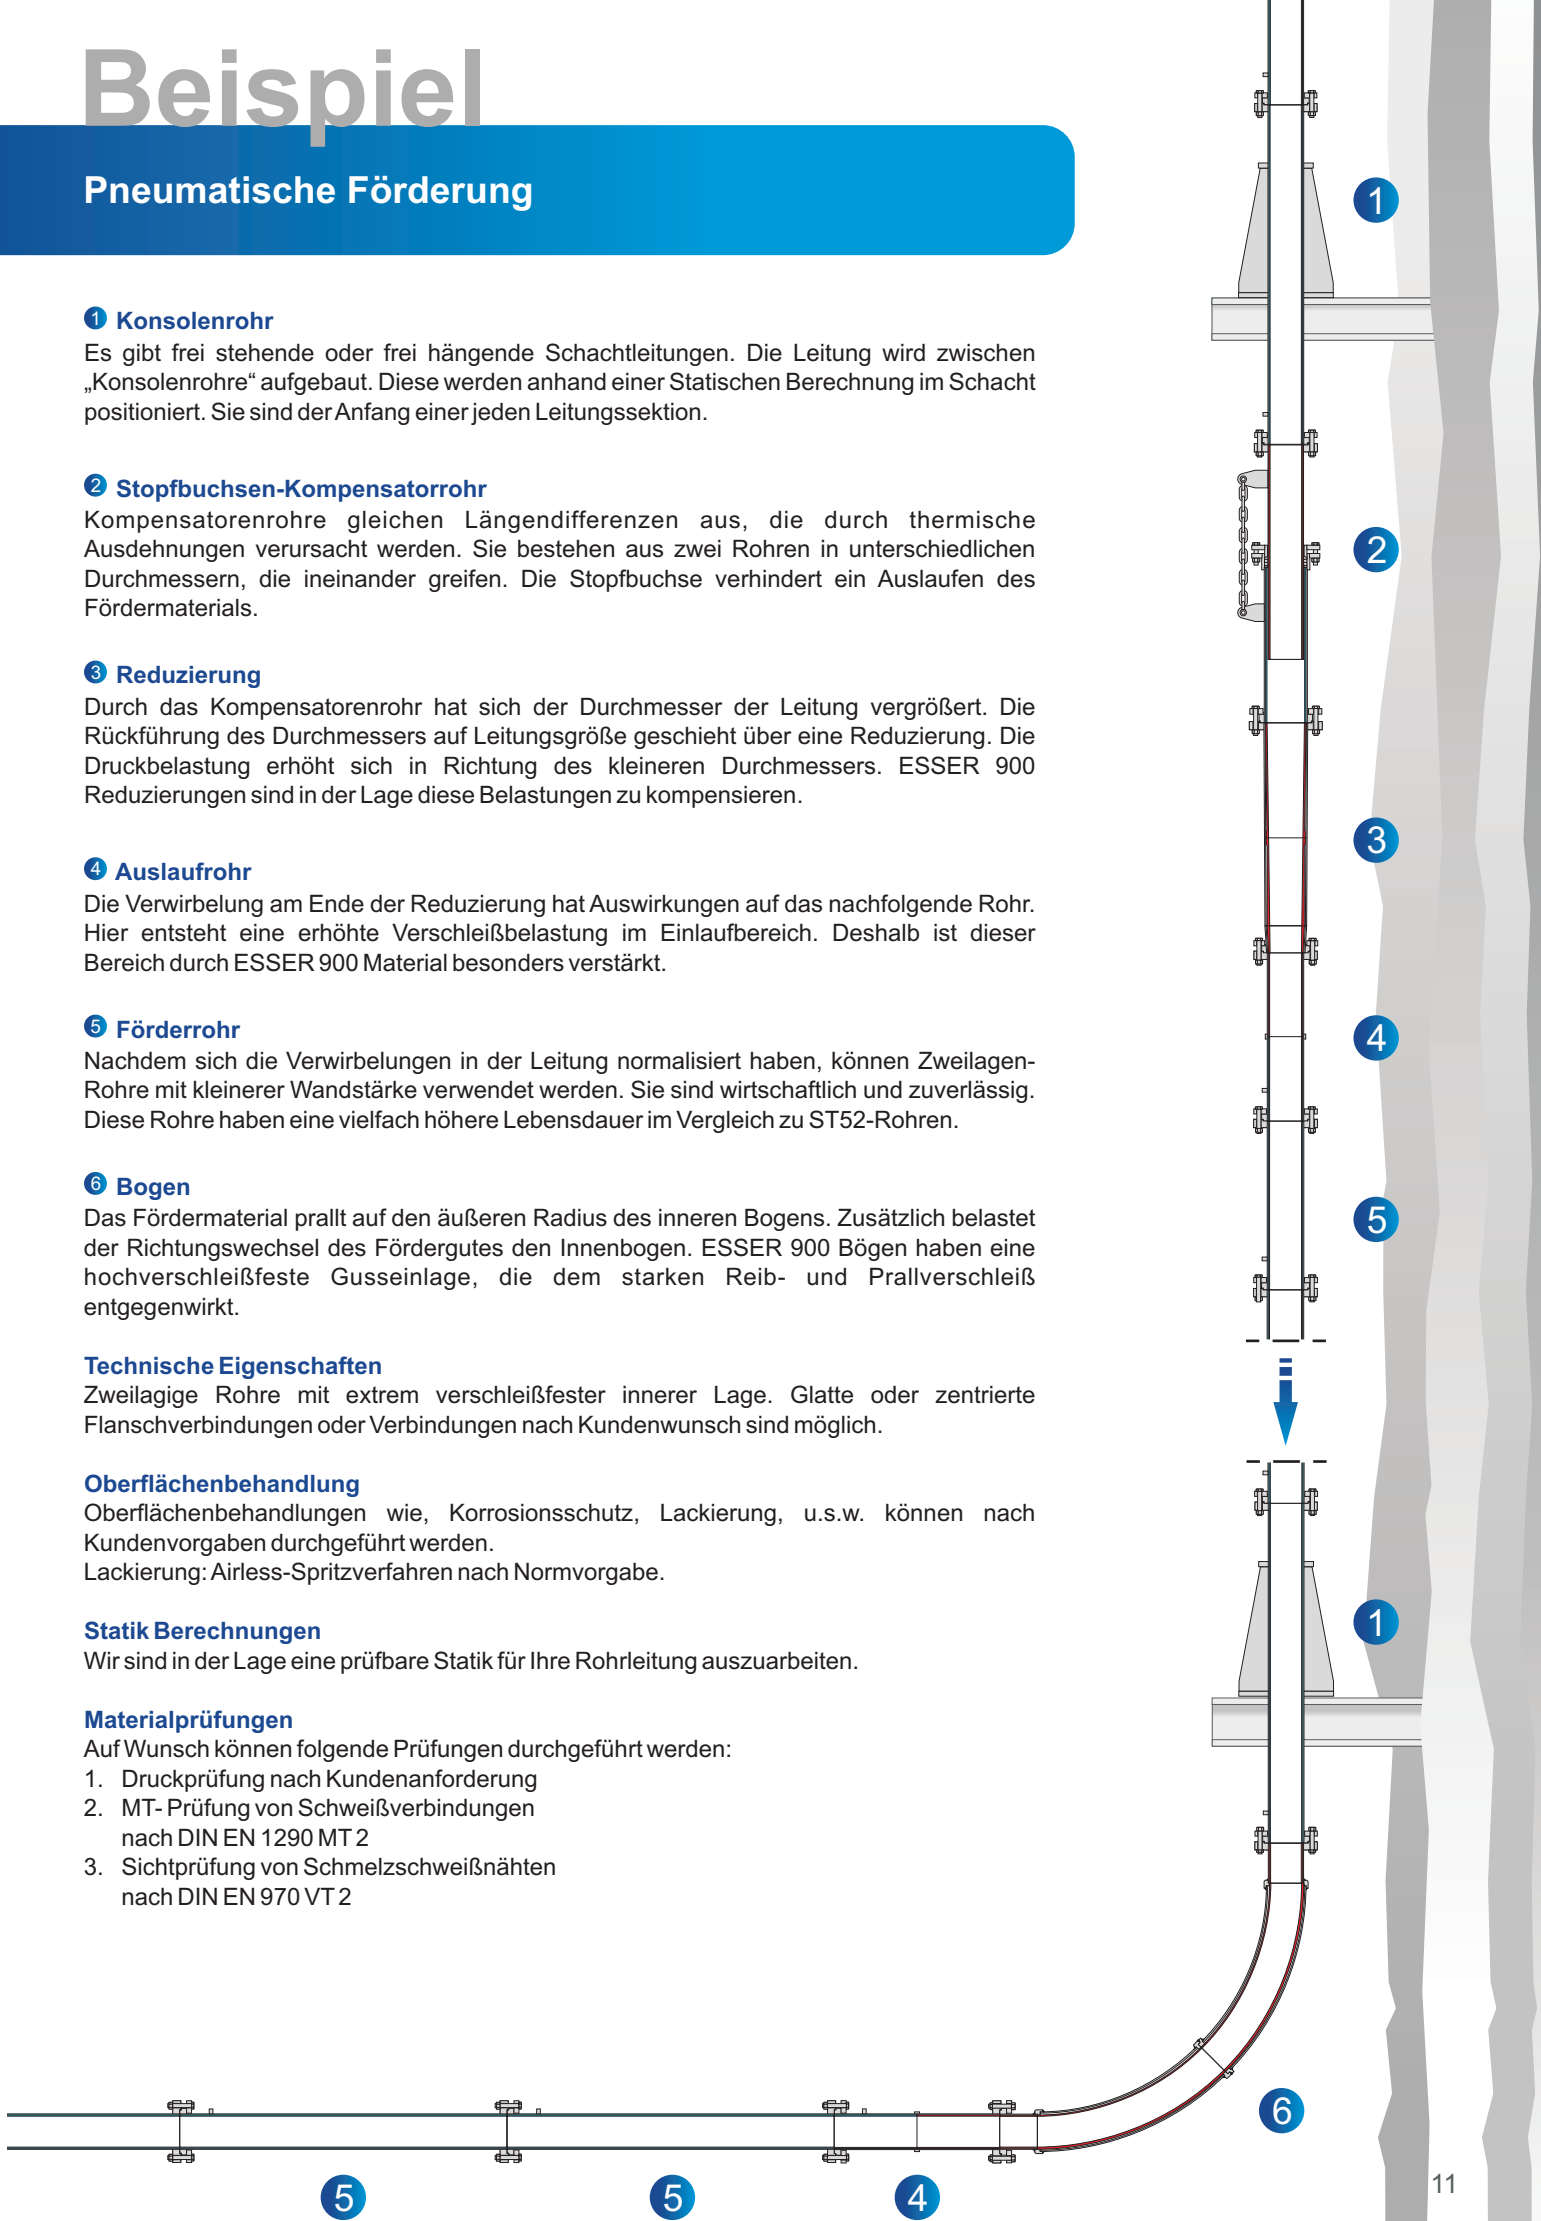 Beispiel
Pneumatische Förderung
1 Konsolenrohr
Es gibt frei stehende oder frei hängende Schachtleitungen. Die Leitung wird zwischen
„Konsolenrohre“ aufgebaut. Diese werden anhand einer Statischen Berechnung im Schacht
positioniert. Sie sind der Anfang einer jeden Leitungssektion.
2 Stopfbuchsen-Kompensatorrohr
Kompensatorenrohre gleichen Längendifferenzen aus, die durch thermische
Ausdehnungen verursacht werden. Sie bestehen aus zwei Rohren in unterschiedlichen
Durchmessern, die ineinander greifen. Die Stopfbuchse verhindert ein Auslaufen des
Fördermaterials.
3 Reduzierung
Durch das Kompensatorenrohr hat sich der Durchmesser der Leitung vergrößert. Die
Rückführung des Durchmessers auf Leitungsgröße geschieht über eine Reduzierung. Die
Druckbelastung erhöht sich in Richtung des kleineren Durchmessers. ESSER 900
Reduzierungen sind in der Lage diese Belastungen zu kompensieren.
4 Auslaufrohr
Die Verwirbelung am Ende der Reduzierung hat Auswirkungen auf das nachfolgende Rohr.
Hier entsteht eine erhöhte Verschleißbelastung im Einlaufbereich. Deshalb ist dieser
Bereich durch ESSER 900 Material besonders verstärkt.
5 Förderrohr
Nachdem sich die Verwirbelungen in der Leitung normalisiert haben, können Zweilagen-
Rohre mit kleinerer Wandstärke verwendet werden. Sie sind wirtschaftlich und zuverlässig.
Diese Rohre haben eine vielfach höhere Lebensdauer im Vergleich zu ST52-Rohren.
6 Bogen
Das Fördermaterial prallt auf den äußeren Radius des inneren Bogens. Zusätzlich belastet
der Richtungswechsel des Fördergutes den Innenbogen. ESSER 900 Bögen haben eine
hochverschleißfeste Gusseinlage, die dem starken Reib- und Prallverschleiß
entgegenwirkt.
Technische Eigenschaften
Zweilagige Rohre mit extrem verschleißfester innerer Lage. Glatte oder zentrierte
Flanschverbindungen oder Verbindungen nach Kundenwunsch sind möglich.
Oberflächenbehandlung
Oberflächenbehandlungen wie, Korrosionsschutz, Lackierung, u.s.w. können nach
Kundenvorgaben durchgeführt werden.
Lackierung: Airless-Spritzverfahren nach Normvorgabe.
Statik Berechnungen
Wir sind in der Lage eine prüfbare Statik für Ihre Rohrleitung auszuarbeiten.
Materialprüfungen
Auf Wunsch können folgende Prüfungen durchgeführt werden:
1. Druckprüfung nach Kundenanforderung
2. MT- Prüfung von Schweißverbindungen
nach DIN EN 1290 MT 2
3. Sichtprüfung von Schmelzschweißnähten
nach DIN EN 970 VT 2
1
2
3
4
5
1
6
5
5
4
11